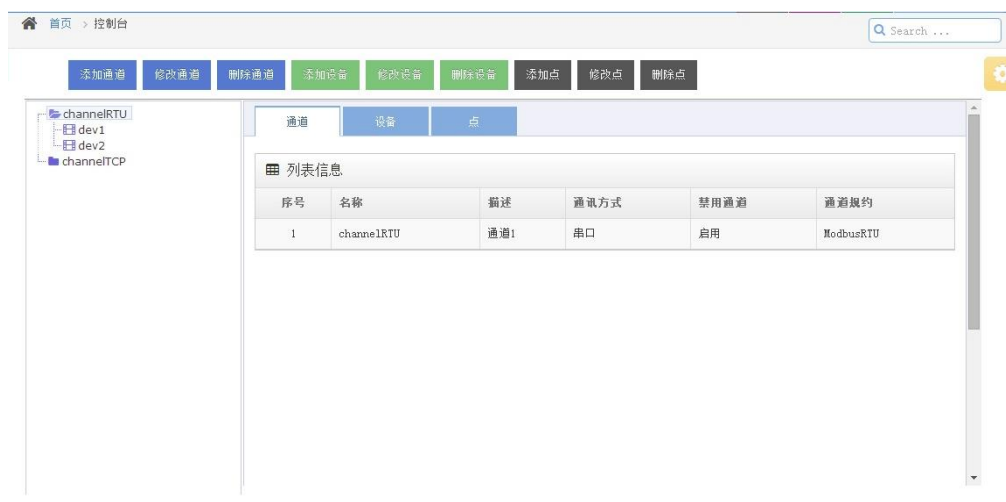 首页 > 控制台
Search ...
添加通道 修改通道 删除通道 添加设备 修改设备 删除设备 添加点 修改点 删除点
channelRTU
dev1
dev2
channelTCP
通道 设备 点
列表信息
序号 名称 描述 通讯方式 禁用通道 通道规约
1 channelRTU 通道1 串口 启用 ModbusRTU